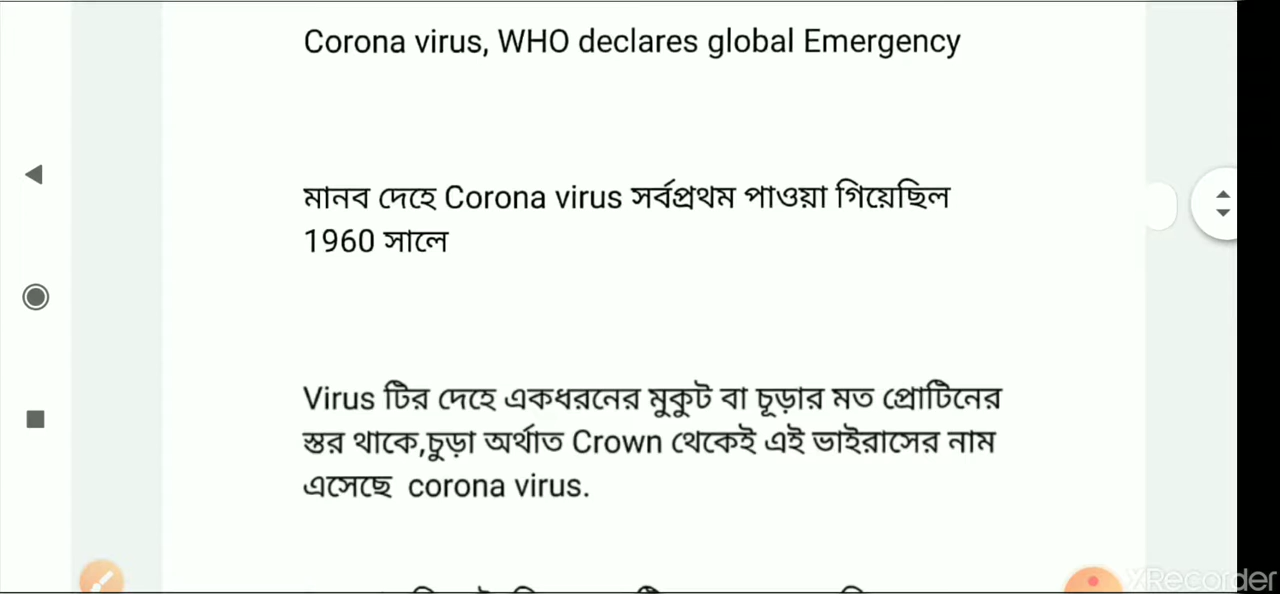 Corona virus, WHO declares global Emergency
মানব দেহে Corona virus সর্বপ্রথম পাওয়া গিয়েছিল
1960 সালে
Virus টির দেহে একধরনের মুকুট বা চূড়ার মত প্রোটিনের
স্তর থাকে,চুড়া অর্থাত Crown থেকেই এই ভাইরাসের নাম
এসেছে corona virus.
XRecorder